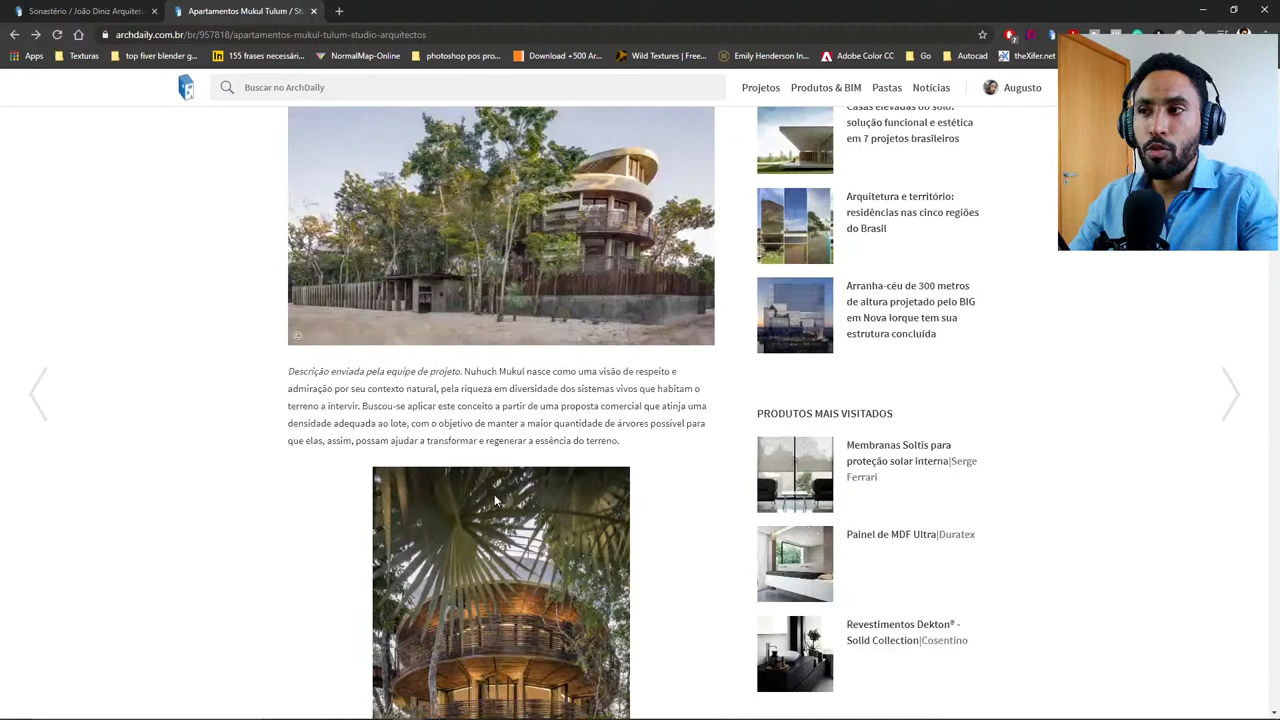 Sonastério / João Diniz Arquitet
Apartamentos Mukul Tulum / Stu
archdaily.com.br/br/957818/apartamentos-mukul-tulum-studio-arquitectos
Apps
Texturas
top fiver blender g...
155 fesas necessári...
MetalMap-Online
photoshop pos pro...
Download +500 Ar...
Wild Textures | Free...
Emily Henderson In...
Adobe Color CC
Go
Autocad
theXifer.net
Buscar no ArchDaily
Projetos
Produtos & BIM
Pastas
Notícias
Augusto
Casas elevadas do solo:
solução funcional e estética
em 7 projetos brasileiros
Arquitetura e território:
residências nas cinco regiões
do Brasil
Arranha-céu de 300 metros
de altura projetado pelo BIG
em Nova Iorque tem sua
estrutura concluída
©
Descrição enviada pela equipe de projeto. Nuhuch Mukul nasce como uma visão de respeito e
admiração por seu contexto natural, pela riqueza em diversidade dos sistemas vivos que habitam o
terreno a intervir. Buscou-se aplicar este conceito a partir de uma proposta comercial que atinja uma
densidade adequada ao lote, com o objetivo de manter a maior quantidade de árvores possível para
que elas, assim, possam ajudar a transformar e regenerar a essência do terreno.
PRODUTOS MAIS VISITADOS
Membranas Soltis para
proteção solar interna|Serge
Ferrari
Painel de MDF Ultra|Duratex
Revestimentos Dekton® -
Solid Collection|Cosentino